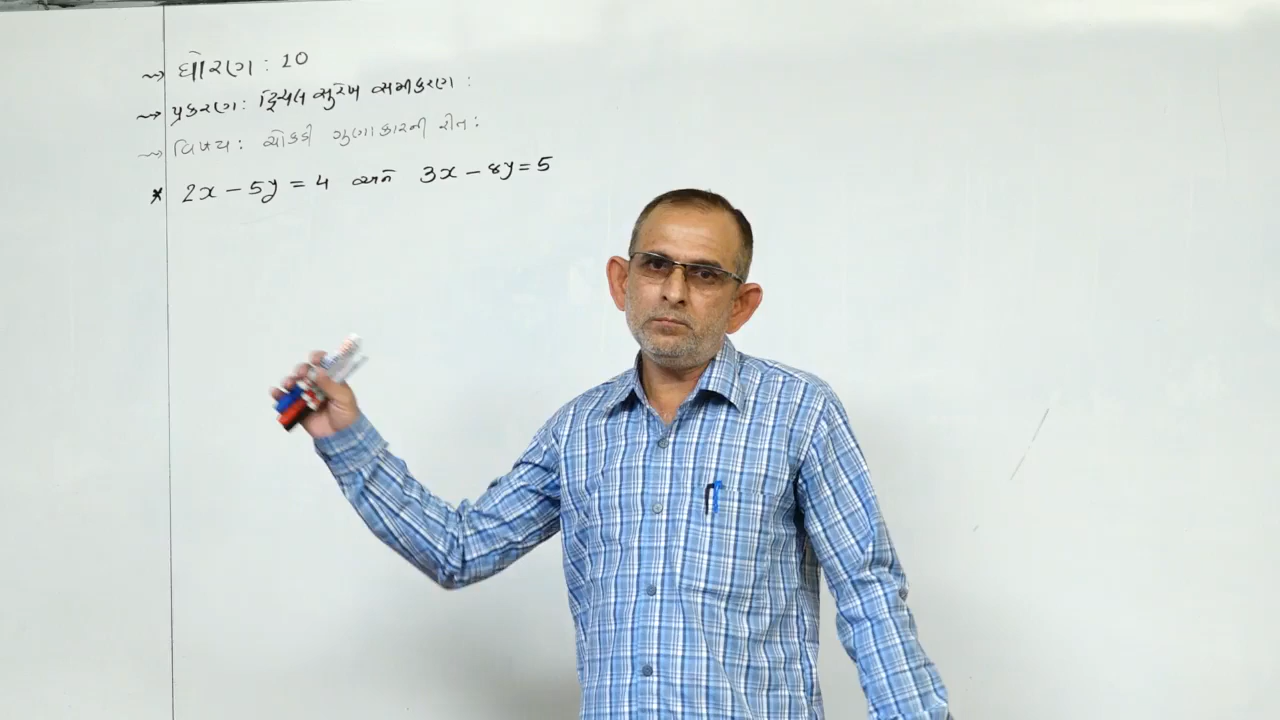 → ધોરણ : 10
→ પ્રકરણ : દ્વિચલ સુરેખ સમીકરણ :
→ વિષય : ચોકડી ગુણાકારની રીત :
* 2x - 5y = 4 અને 3x - 8y = 5